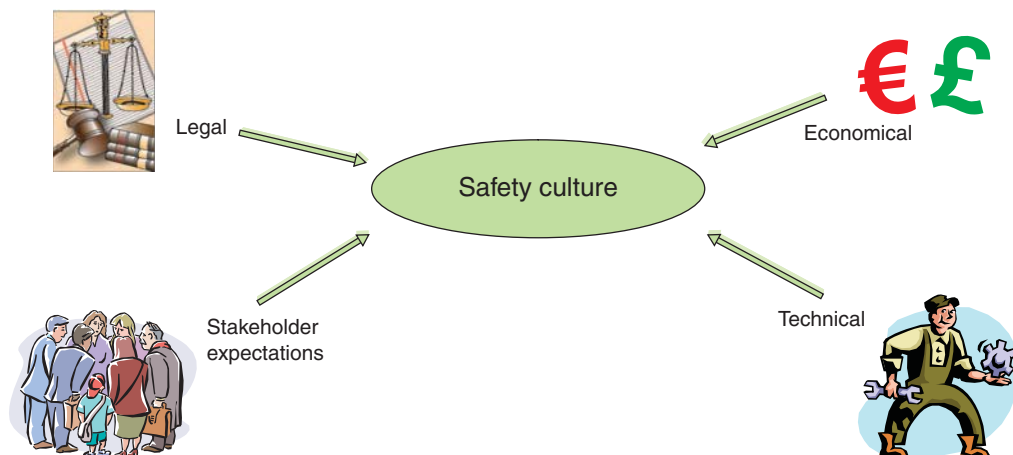 € £
Legal
Economical
Safety culture
Stakeholder
expectations
Technical